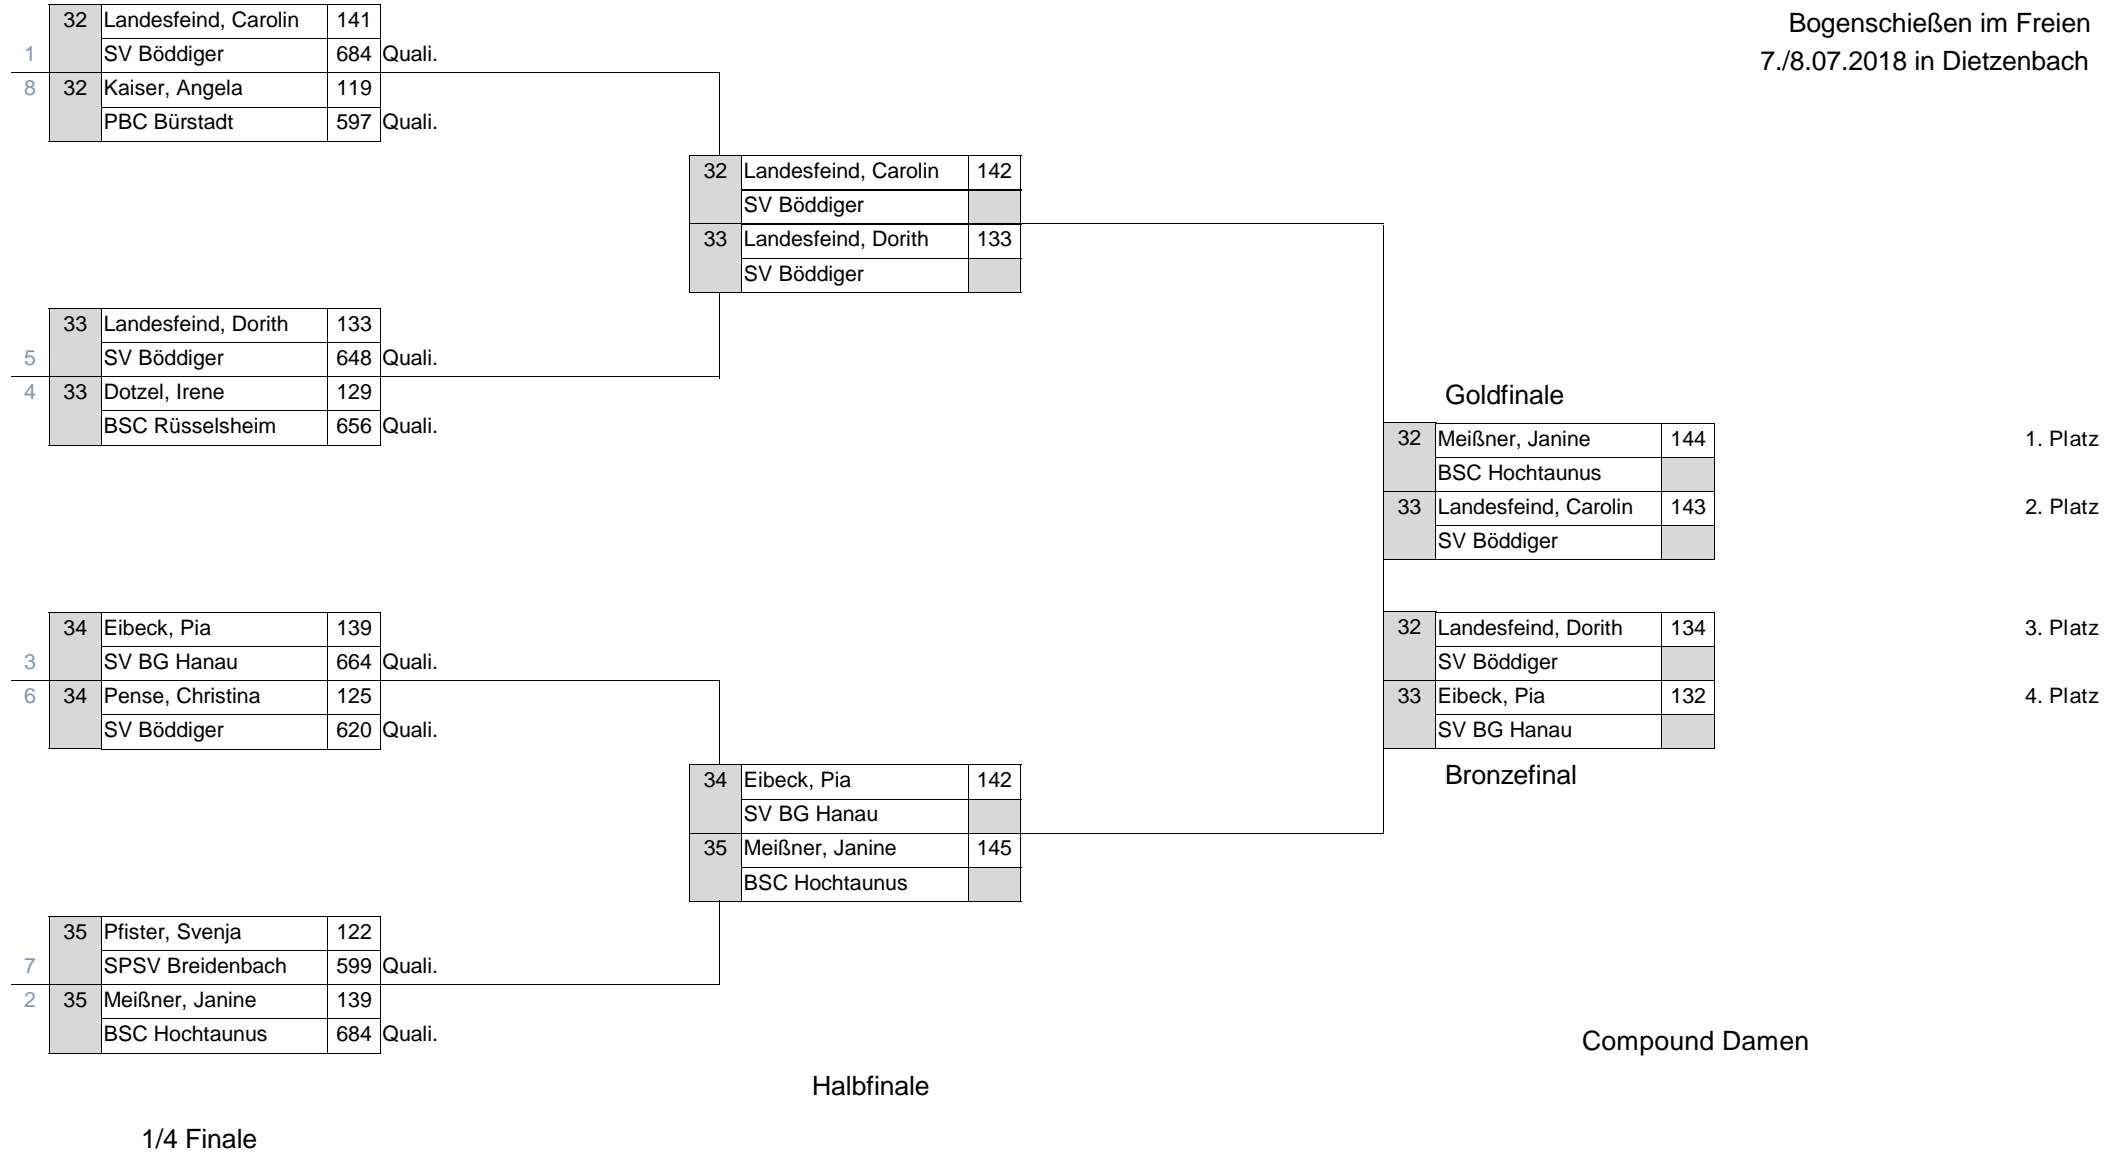 Bogenschießen im Freien
7./8.07.2018 in Dietzenbach
32 Landesfeind, Carolin 141
1 SV Böddiger 684 Quali.
8 32 Kaiser, Angela 119
PBC Bürstadt 597 Quali.
32 Landesfeind, Carolin 142
SV Böddiger
33 Landesfeind, Dorith 133
SV Böddiger
33 Landesfeind, Dorith 133
5 SV Böddiger 648 Quali.
4 33 Dotzel, Irene 129
BSC Rüsselsheim 656 Quali.
Goldfinale
32 Meißner, Janine 144 1. Platz
BSC Hochtaunus
33 Landesfeind, Carolin 143 2. Platz
SV Böddiger
34 Eibeck, Pia 139
3 SV BG Hanau 664 Quali.
6 34 Pense, Christina 125
SV Böddiger 620 Quali.
32 Landesfeind, Dorith 134 3. Platz
SV Böddiger
33 Eibeck, Pia 132 4. Platz
SV BG Hanau
Bronzefinal
34 Eibeck, Pia 142
SV BG Hanau
35 Meißner, Janine 145
BSC Hochtaunus
35 Pfister, Svenja 122
7 SPSV Breidenbach 599 Quali.
2 35 Meißner, Janine 139
BSC Hochtaunus 684 Quali.
Compound Damen
Halbfinale
1/4 Finale